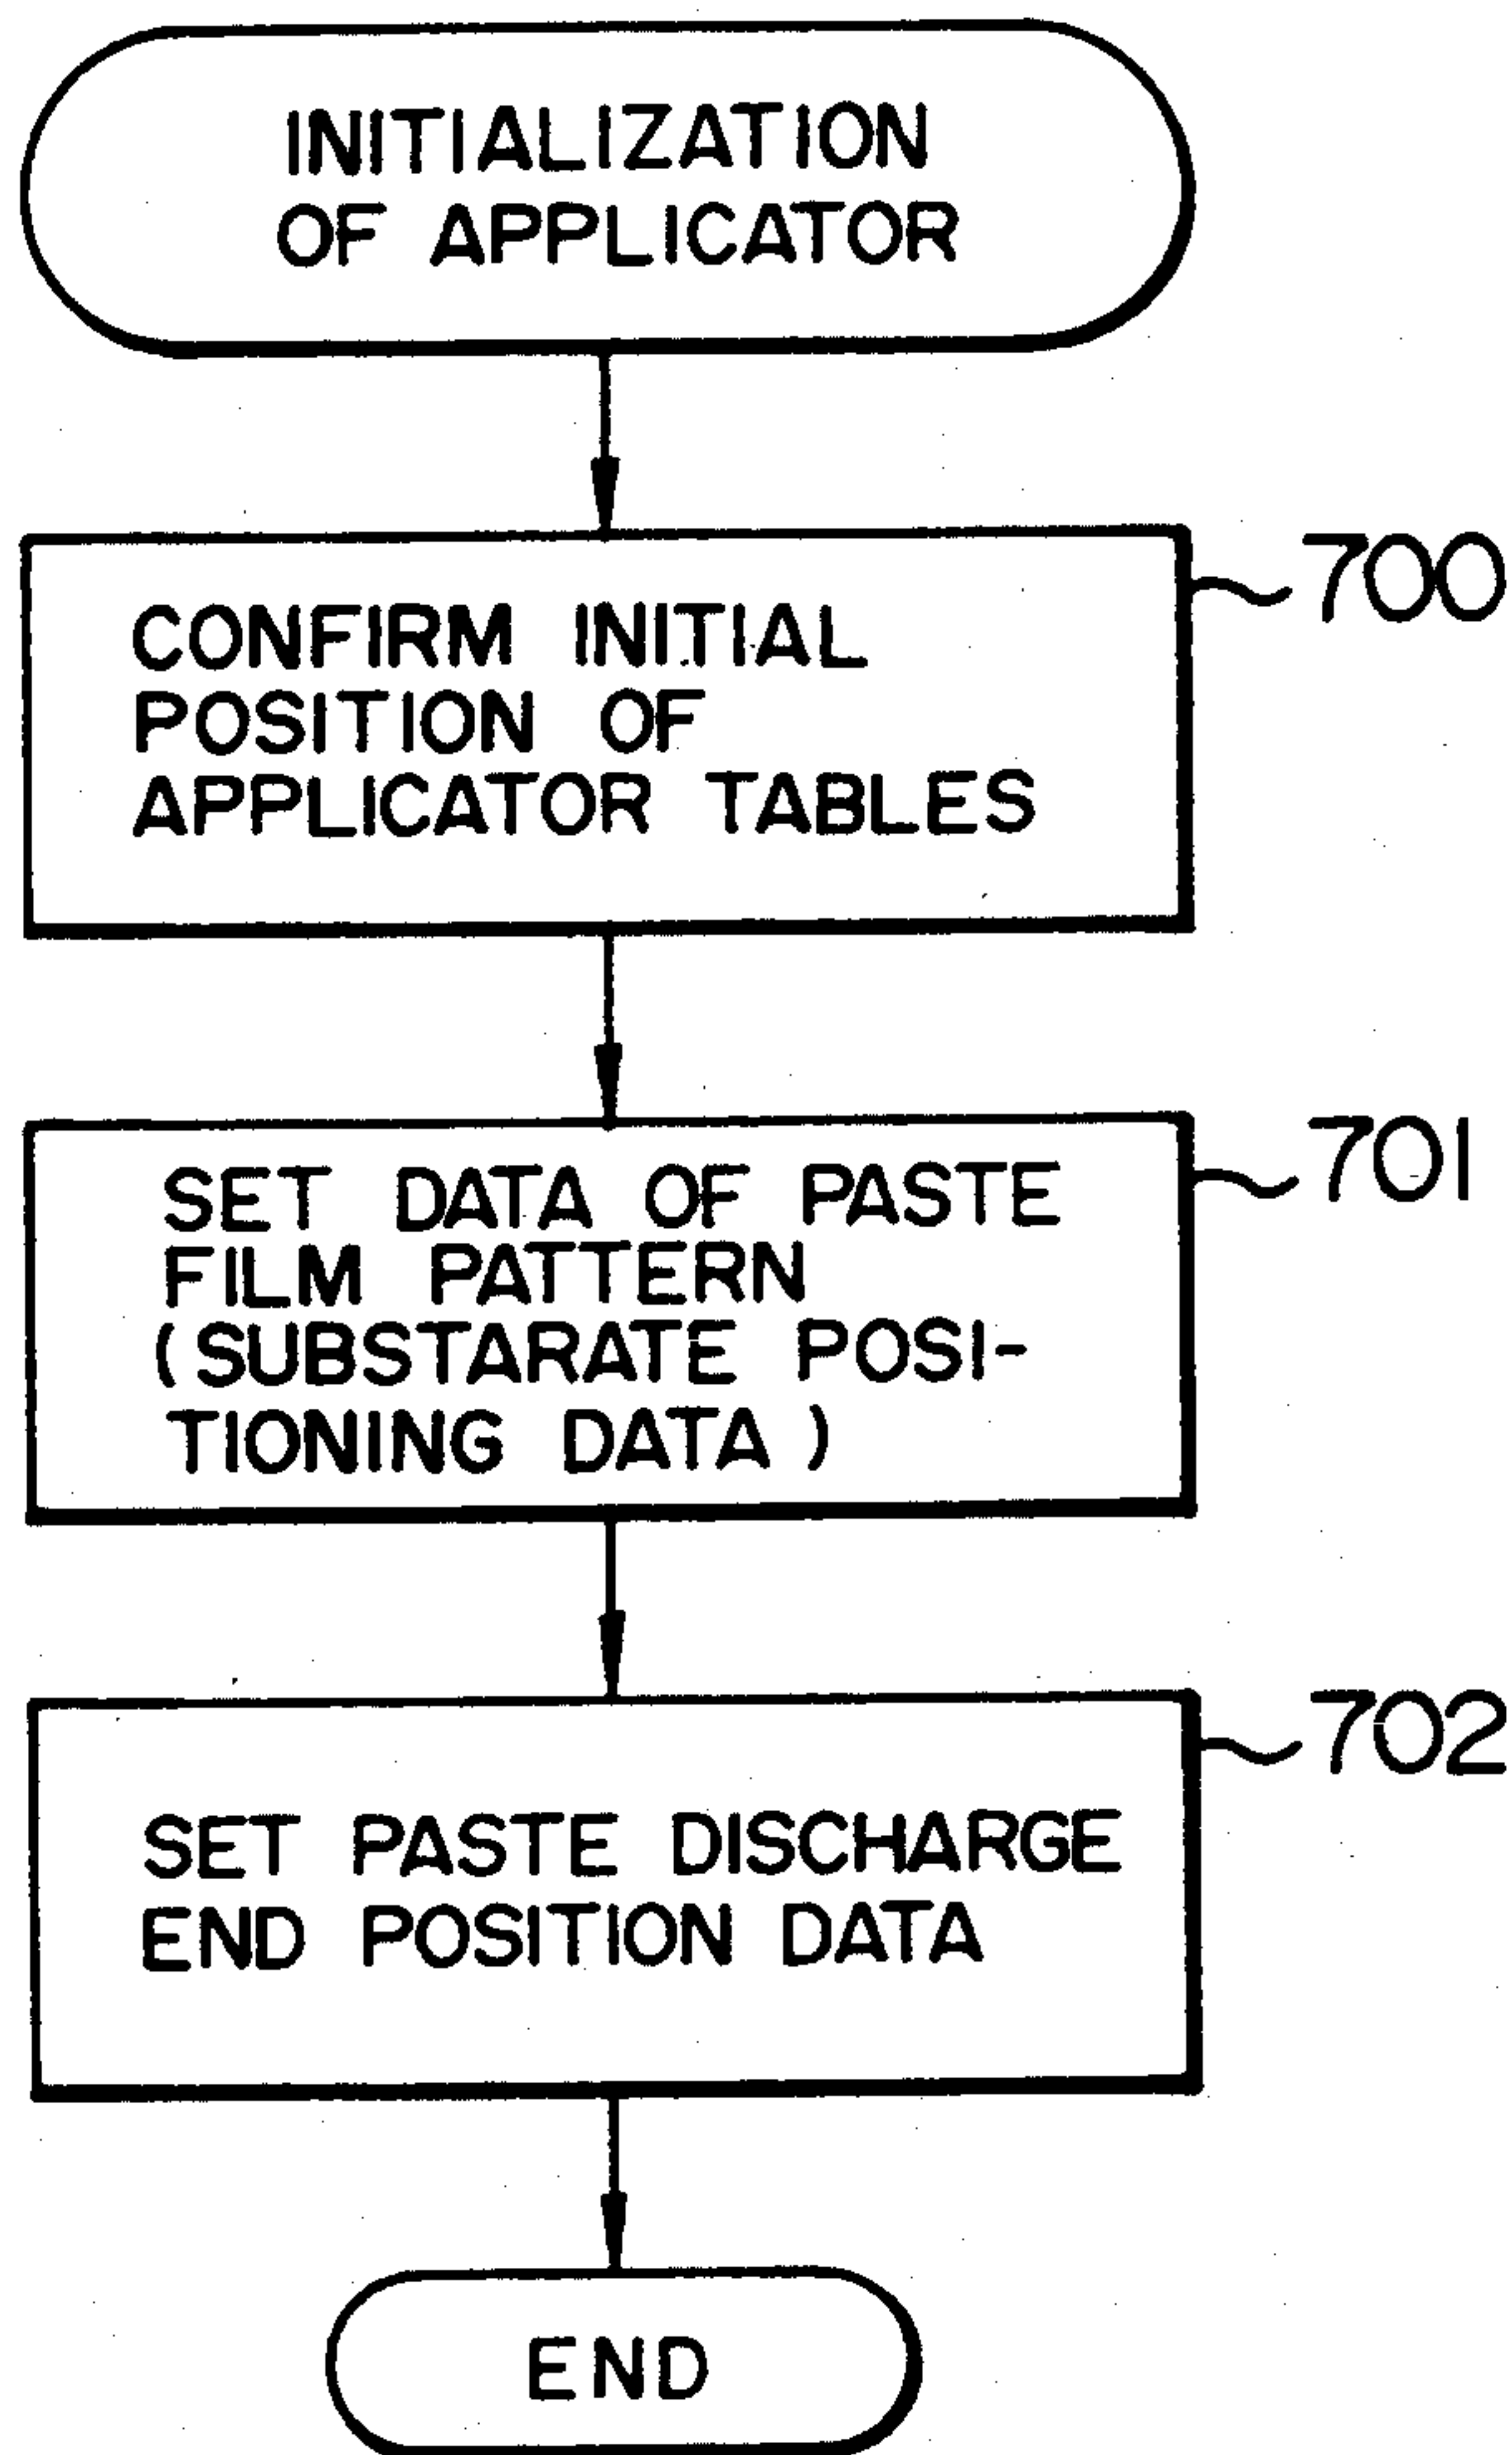 INITIALIZATION
OF APPLICATOR
700
CONFIRM INITIAL
POSITION OF
APPLICATOR TABLES
701
SET DATA OF PASTE
FILM PATTERN
(SUBSTARATE POSI-
TIONING DATA)
702
SET PASTE DISCHARGE
END POSITION DATA
END